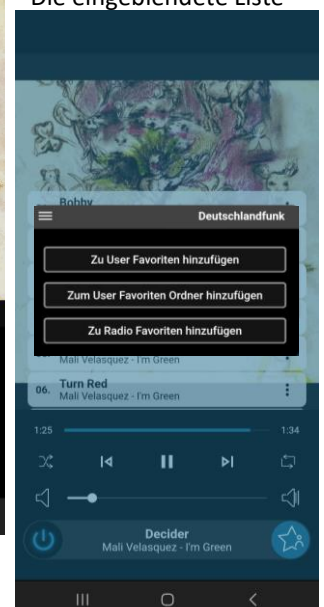 Die eingeblendete Liste
Bobby
Deutschlandfunk
Zu User Favoriten hinzufügen
Zum User Favoriten Ordner hinzufügen
Zu Radio Favoriten hinzufügen
Mali Velasquez - I'm Green
06. Turn Red
Mali Velasquez - I'm Green
1:25
1:34
Decider
Mali Velasquez - I'm Green